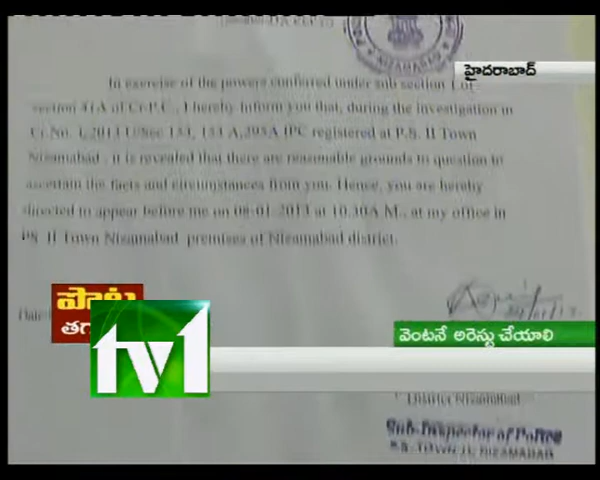 హైదరాబాద్
In exercise of the powers conferred under sub section 1 of
section 41A of Cr.P.C., I hereby inform you that, during the investigation in
Cr.No. 1,2013 U/Sec 153, 153 A,295A IPC registered at P.S. II Town
Nizamabad , it is revealed that there are reasonable grounds to question to
ascertain the facts and circumstances from you. Hence, you are hereby
directed to appear before me on 08-01-2013 at 10.30A M., at my office in
PS. II Town Nizamabad premises of Nizamabad district.
పాట
తగ
tv1
వెంటనే అరెస్టు చేయాలి
District Nizamabad
Sub-Inspector of Police
P.S. TOWN II, NIZAMABAD